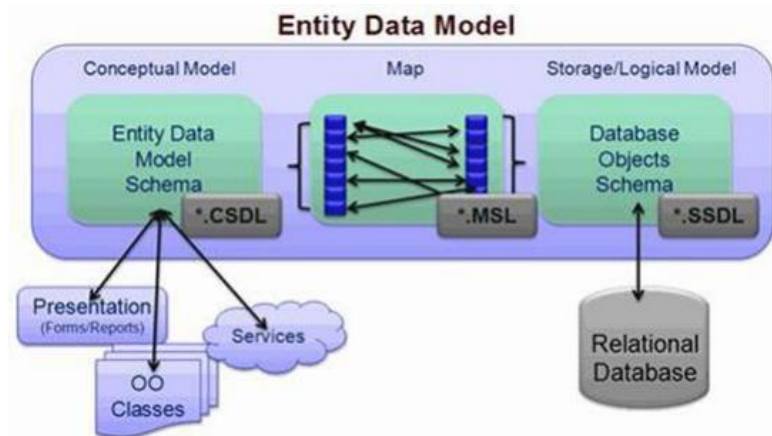 Entity Data Model
Conceptual Model
Map
Storage/Logical Model
Entity Data
Model
Schema
*.CSDL
*.MSL
Database
Objects
Schema
*.SSDL
Presentation
(Forms/Reports)
Services
OO
Classes
Relational
Database